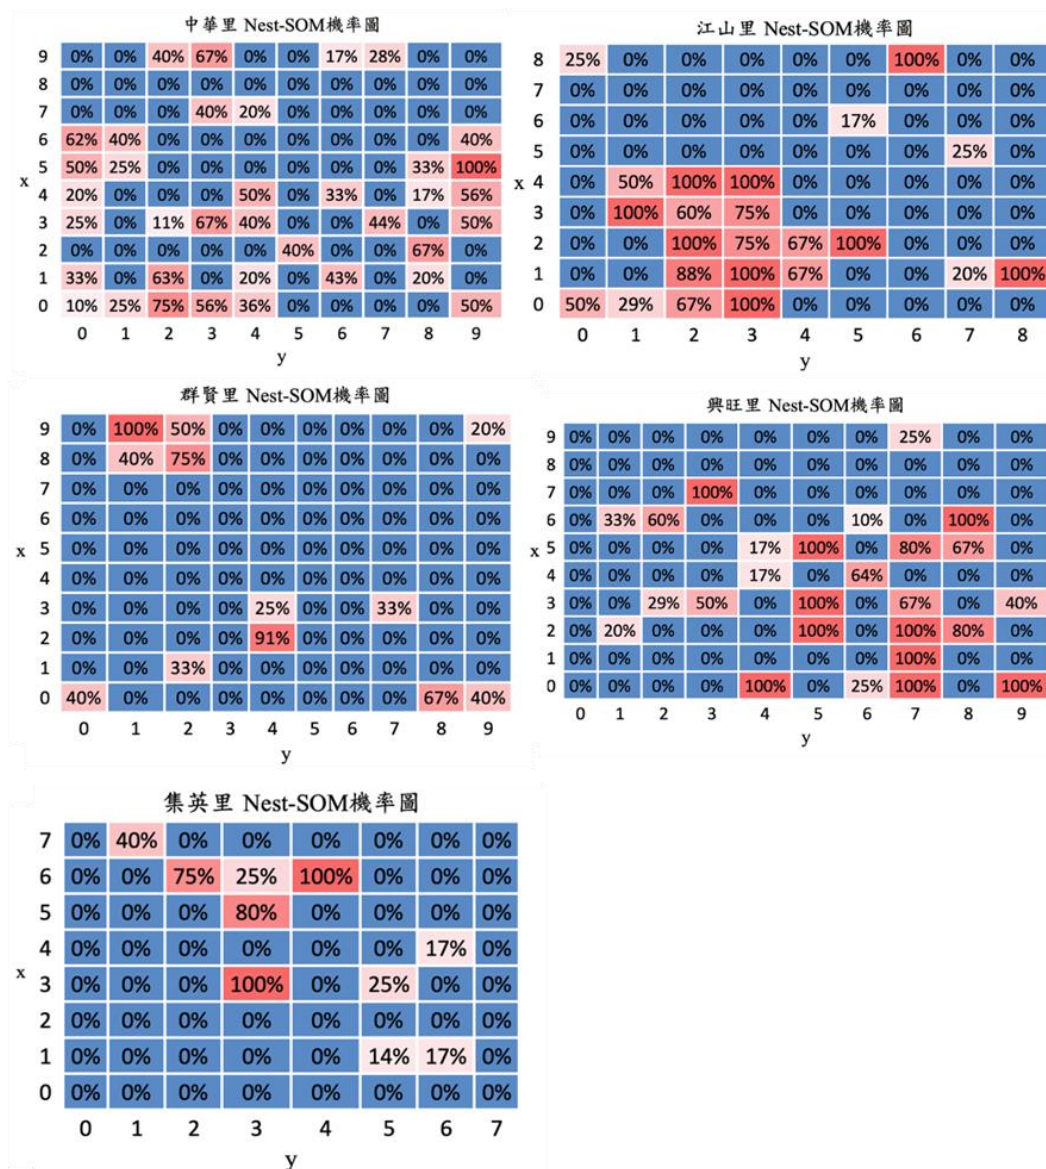 中華里 Nest-SOM機率圖
9 0% 0% 40% 67% 0% 0% 17% 28% 0% 0%
8 0% 0% 0% 0% 0% 0% 0% 0% 0% 0%
7 0% 0% 0% 40% 20% 0% 0% 0% 0% 0%
6 62% 40% 0% 0% 0% 0% 0% 0% 0% 40%
x 5 50% 25% 0% 0% 0% 0% 0% 0% 33% 100%
4 20% 0% 0% 0% 50% 0% 33% 0% 17% 56%
3 25% 0% 11% 67% 40% 0% 0% 44% 0% 50%
2 0% 0% 0% 0% 0% 40% 0% 0% 67% 0%
1 33% 0% 63% 0% 20% 0% 43% 0% 20% 0%
0 10% 25% 75% 56% 36% 0% 0% 0% 0% 50%
0 1 2 3 4 5 6 7 8 9
y
江山里 Nest-SOM機率圖
8 25% 0% 0% 0% 0% 0% 100% 0% 0%
7 0% 0% 0% 0% 0% 0% 0% 0% 0%
6 0% 0% 0% 0% 0% 17% 0% 0% 0%
5 0% 0% 0% 0% 0% 0% 0% 25% 0%
x 4 0% 50% 100% 100% 0% 0% 0% 0% 0%
3 0% 100% 60% 75% 0% 0% 0% 0% 0%
2 0% 0% 100% 75% 67% 100% 0% 0% 0%
1 0% 0% 88% 100% 67% 0% 0% 20% 100%
0 50% 29% 67% 100% 0% 0% 0% 0% 0%
0 1 2 3 4 5 6 7 8
y
群賢里 Nest-SOM機率圖
9 0% 100% 50% 0% 0% 0% 0% 0% 0% 20%
8 0% 40% 75% 0% 0% 0% 0% 0% 0% 0%
7 0% 0% 0% 0% 0% 0% 0% 0% 0% 0%
6 0% 0% 0% 0% 0% 0% 0% 0% 0% 0%
x 5 0% 0% 0% 0% 0% 0% 0% 0% 0% 0%
4 0% 0% 0% 0% 0% 0% 0% 0% 0% 0%
3 0% 0% 0% 0% 25% 0% 0% 33% 0% 0%
2 0% 0% 0% 0% 91% 0% 0% 0% 0% 0%
1 0% 0% 33% 0% 0% 0% 0% 0% 0% 0%
0 40% 0% 0% 0% 0% 0% 0% 0% 67% 40%
0 1 2 3 4 5 6 7 8 9
y
興旺里 Nest-SOM機率圖
9 0% 0% 0% 0% 0% 0% 0% 25% 0% 0%
8 0% 0% 0% 0% 0% 0% 0% 0% 0% 0%
7 0% 0% 0% 100% 0% 0% 0% 0% 0% 0%
6 0% 33% 60% 0% 0% 0% 10% 0% 100% 0%
x 5 0% 0% 0% 0% 17% 100% 0% 80% 67% 0%
4 0% 0% 0% 0% 17% 0% 64% 0% 0% 0%
3 0% 0% 29% 50% 0% 100% 0% 67% 0% 40%
2 0% 20% 0% 0% 0% 100% 0% 100% 80% 0%
1 0% 0% 0% 0% 0% 0% 0% 100% 0% 0%
0 0% 0% 0% 0% 100% 0% 25% 100% 0% 100%
0 1 2 3 4 5 6 7 8 9
y
集英里 Nest-SOM機率圖
7 0% 40% 0% 0% 0% 0% 0% 0%
6 0% 0% 75% 25% 100% 0% 0% 0%
5 0% 0% 0% 80% 0% 0% 0% 0%
4 0% 0% 0% 0% 0% 0% 17% 0%
x 3 0% 0% 0% 100% 0% 25% 0% 0%
2 0% 0% 0% 0% 0% 0% 0% 0%
1 0% 0% 0% 0% 0% 14% 17% 0%
0 0% 0% 0% 0% 0% 0% 0% 0%
0 1 2 3 4 5 6 7
y